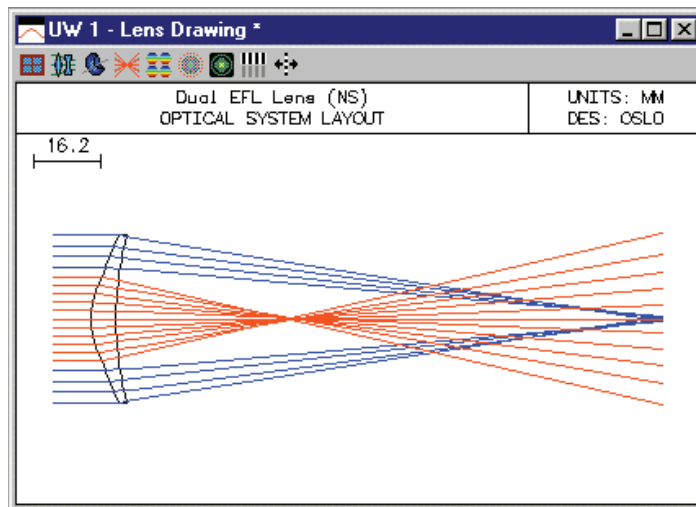 UW 1 - Lens Drawing *
Dual EFL Lens (NS)
OPTICAL SYSTEM LAYOUT
UNITS: MM
DES: OSLO
16.2